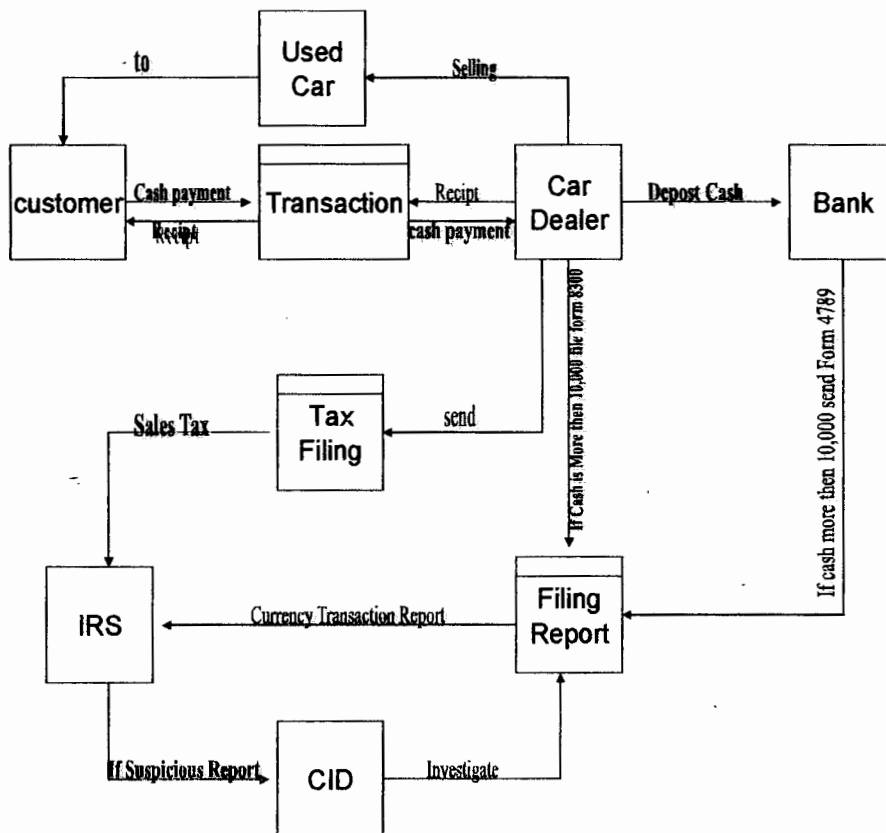 Used
Car
to
Selling
customer
Cash payment
Recipt
Transaction
Recipt
cash payment
Car
Dealer
Depost Cash
Bank
If Cash is More then 10,000 file form 8300
If cash more then 10,000 send Form 4789
Sales Tax
Tax
Filing
send
IRS
Currency Transaction Report
Filing
Report
If Suspicious Report
CID
Investigate